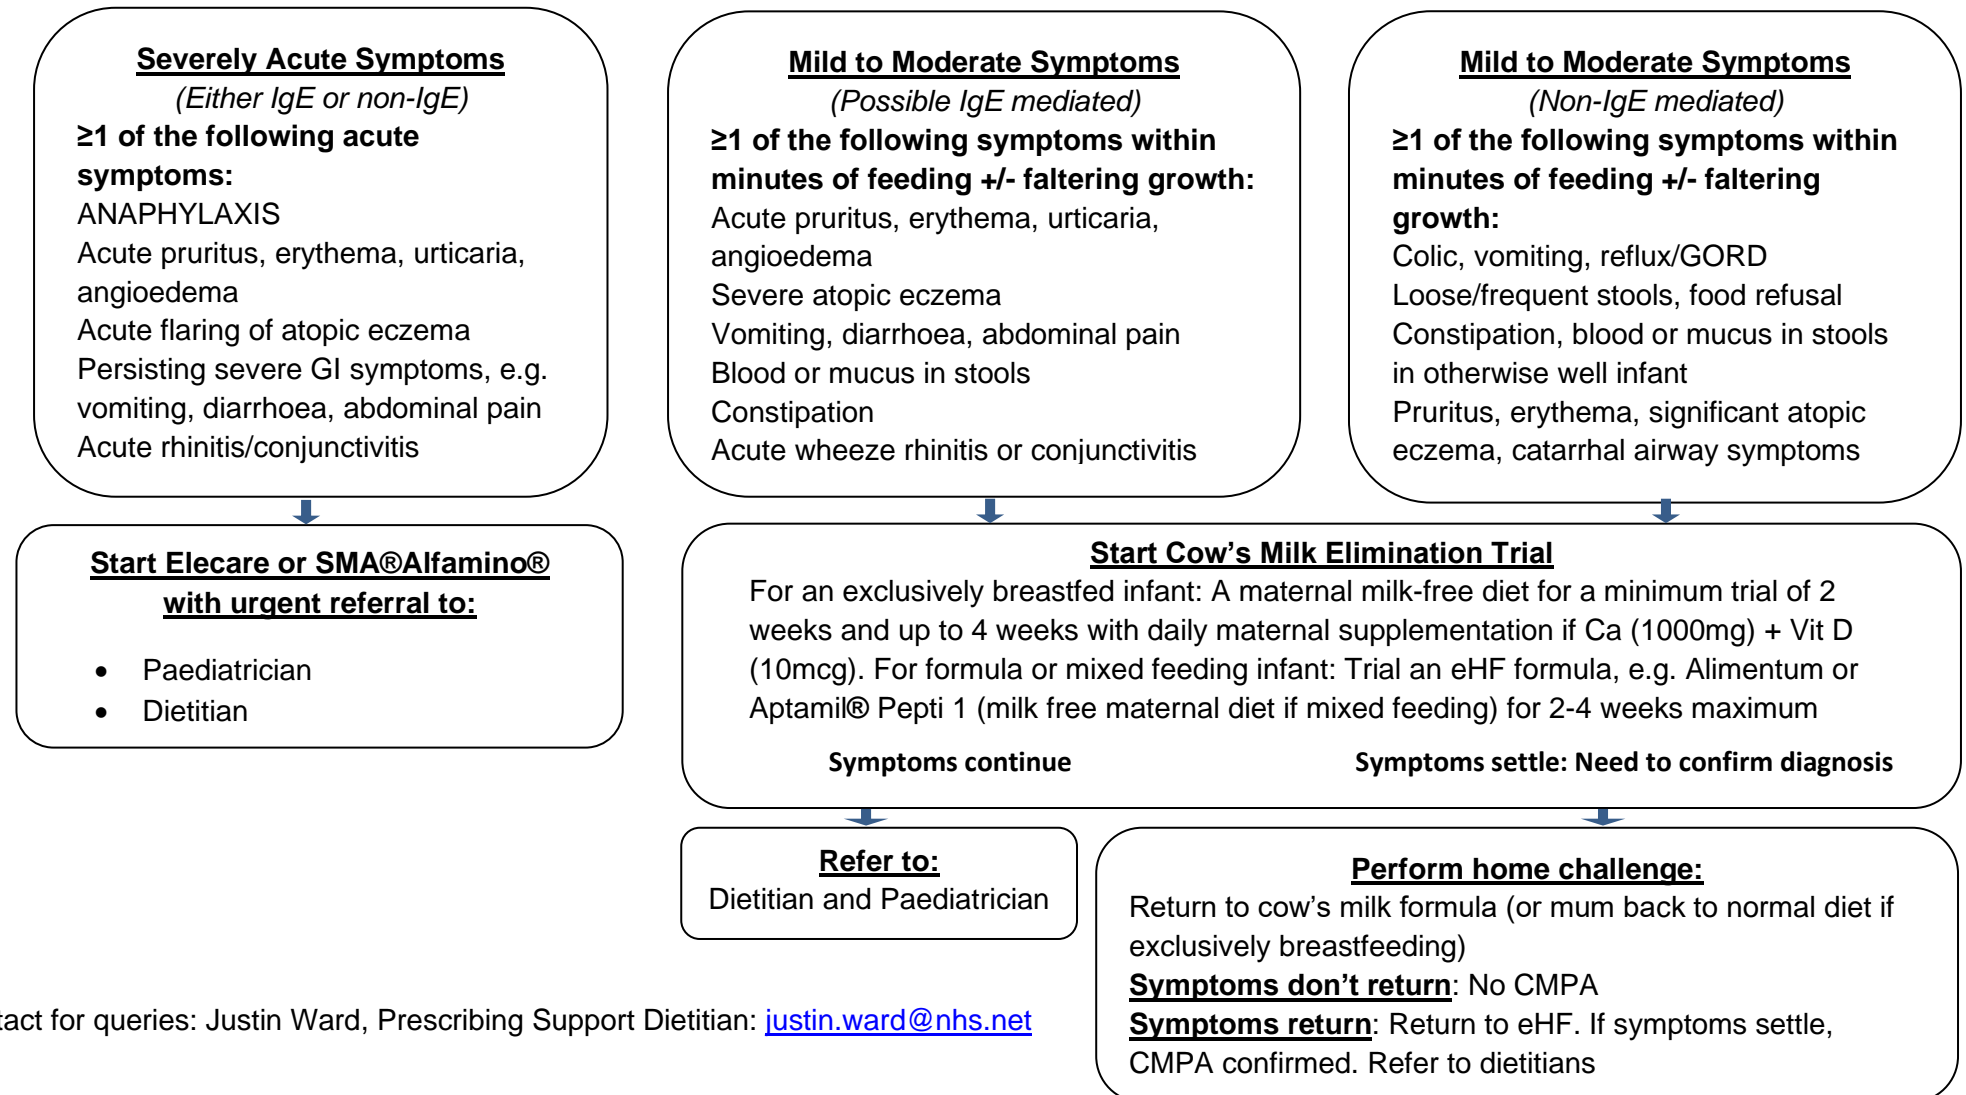 Severely Acute Symptoms
(Either IgE or non-IgE)
≥1 of the following acute
symptoms:
ANAPHYLAXIS
Acute pruritus, erythema, urticaria,
angioedema
Acute flaring of atopic eczema
Persisting severe GI symptoms, e.g.
vomiting, diarrhoea, abdominal pain
Acute rhinitis/conjunctivitis
Mild to Moderate Symptoms
(Possible IgE mediated)
≥1 of the following symptoms within
minutes of feeding +/- faltering growth:
Acute pruritus, erythema, urticaria,
angioedema
Severe atopic eczema
Vomiting, diarrhoea, abdominal pain
Blood or mucus in stools
Constipation
Acute wheeze rhinitis or conjunctivitis
Mild to Moderate Symptoms
(Non-IgE mediated)
≥1 of the following symptoms within
minutes of feeding +/- faltering
growth:
Colic, vomiting, reflux/GORD
Loose/frequent stools, food refusal
Constipation, blood or mucus in stools
in otherwise well infant
Pruritus, erythema, significant atopic
eczema, catarrhal airway symptoms
Start Elecare or SMA®Alfamino®
with urgent referral to:
• Paediatrician
• Dietitian
Start Cow’s Milk Elimination Trial
For an exclusively breastfed infant: A maternal milk-free diet for a minimum trial of 2
weeks and up to 4 weeks with daily maternal supplementation if Ca (1000mg) + Vit D
(10mcg). For formula or mixed feeding infant: Trial an eHF formula, e.g. Alimentum or
Aptamil® Pepti 1 (milk free maternal diet if mixed feeding) for 2-4 weeks maximum
Symptoms continue
Symptoms settle: Need to confirm diagnosis
Refer to:
Dietitian and Paediatrician
Perform home challenge:
Return to cow’s milk formula (or mum back to normal diet if
exclusively breastfeeding)
Symptoms don’t return: No CMPA
Symptoms return: Return to eHF. If symptoms settle,
CMPA confirmed. Refer to dietitians
tact for queries: Justin Ward, Prescribing Support Dietitian: justin.ward@nhs.net